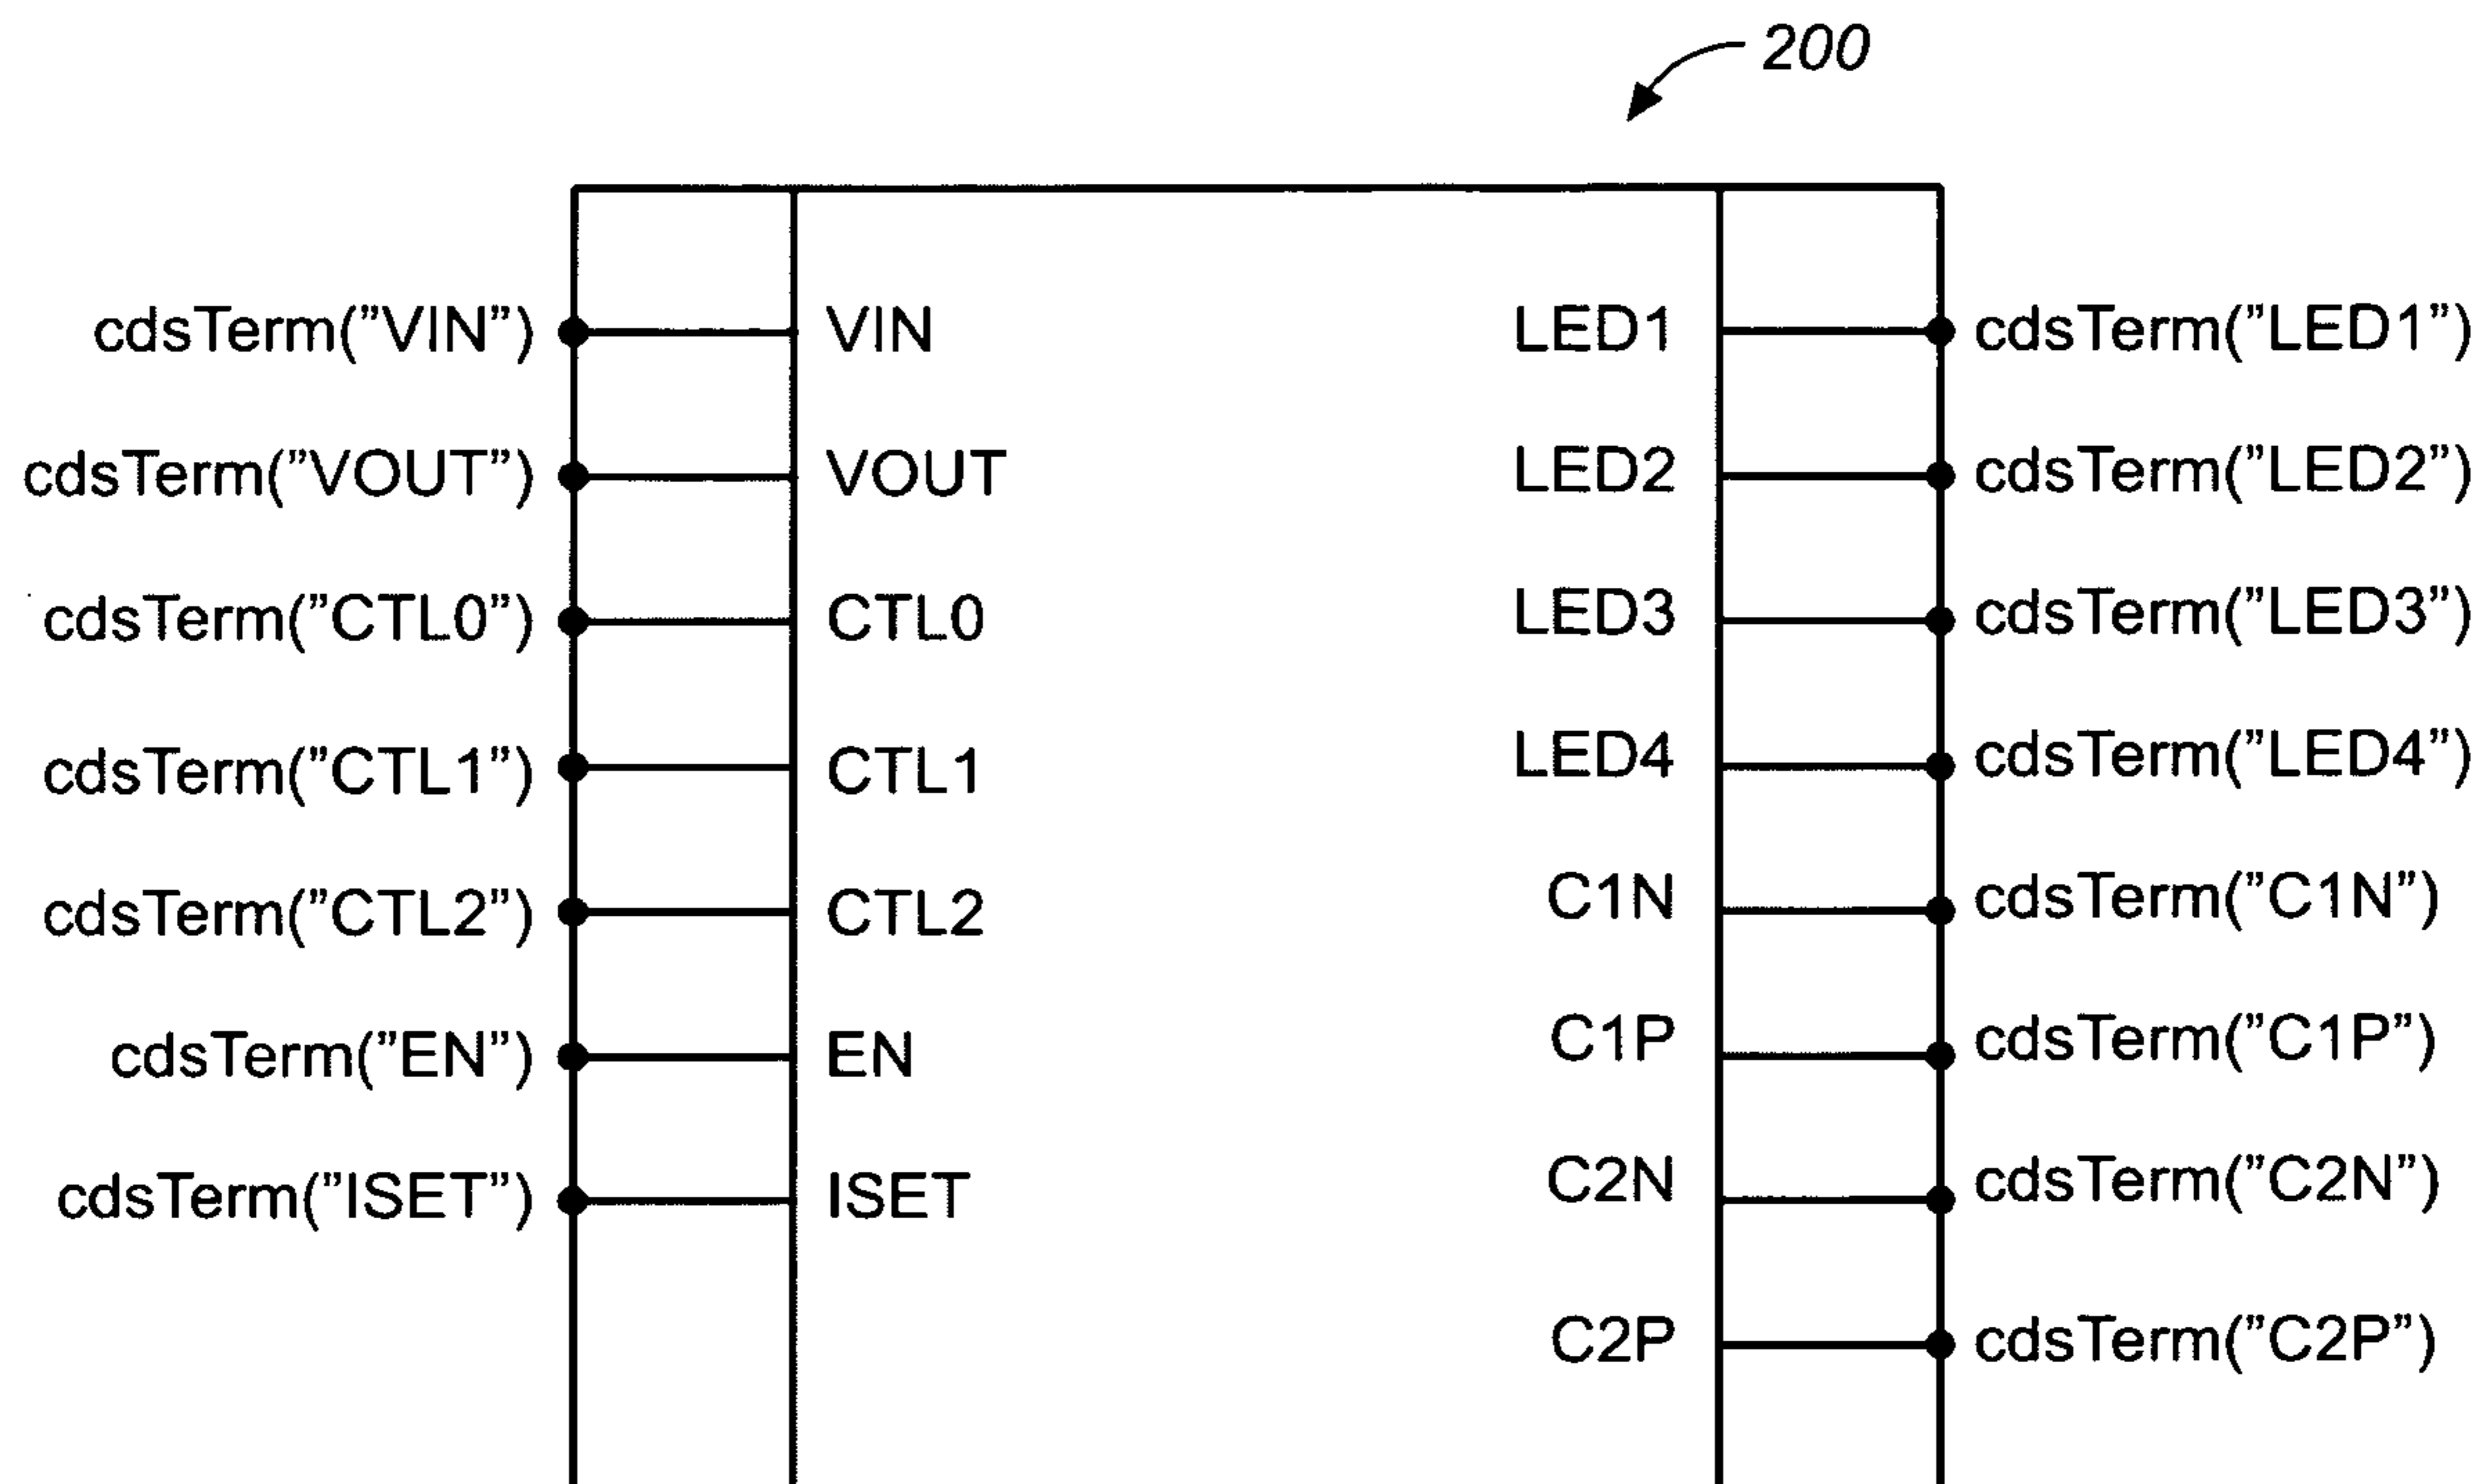 200
cdsTerm(”VIN”) VIN LED1 cdsTerm(”LED1”)
cdsTerm(”VOUT”) VOUT LED2 cdsTerm(”LED2”)
cdsTerm(”CTL0”) CTL0 LED3 cdsTerm(”LED3”)
cdsTerm(”CTL1”) CTL1 LED4 cdsTerm(”LED4”)
cdsTerm(”CTL2”) CTL2 C1N cdsTerm(”C1N”)
cdsTerm(”EN”) EN C1P cdsTerm(”C1P”)
cdsTerm(”ISET”) ISET C2N cdsTerm(”C2N”)
C2P cdsTerm(”C2P”)